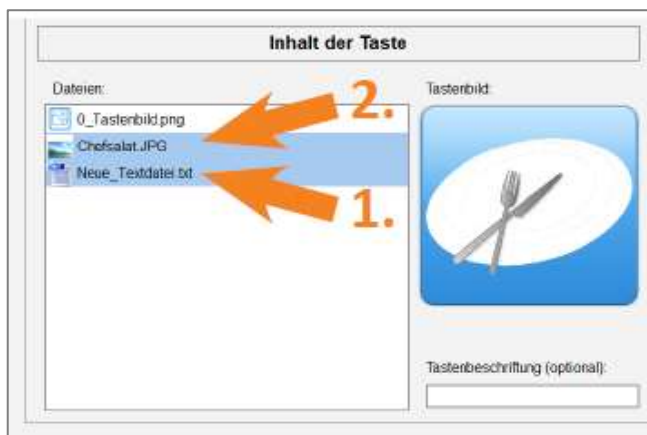 Inhalt der Taste
Dateien:
Tastenbild:
0_Tastenbild.png
2.
Chefsalat.JPG
Neue_Textdatei.txt
1.
Tastenbeschriftung (optional):